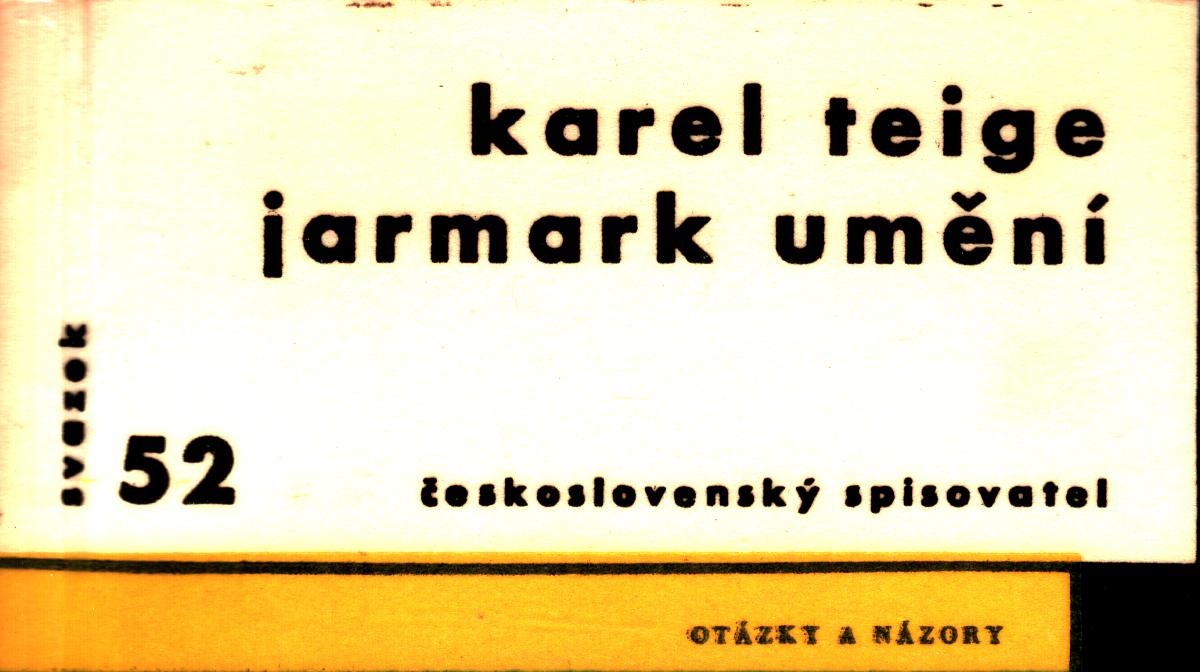 karel teige
jarmark umění
svazek
52
československý spisovatel
OTÁZKY A NÁZORY